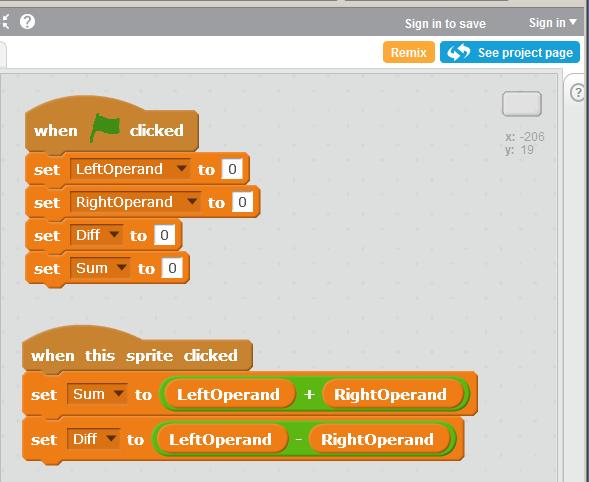 ? Sign in to save Sign in ▾
Remix See project page
?
when clicked
x: -206
y: 19
set LeftOperand to 0
set RightOperand to 0
set Diff to 0
set Sum to 0
when this sprite clicked
set Sum to LeftOperand + RightOperand
set Diff to LeftOperand - RightOperand